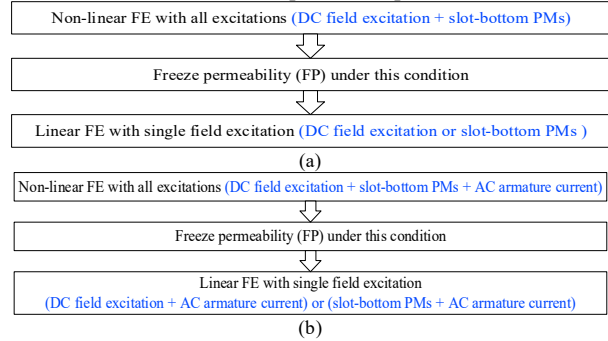 Non-linear FE with all excitations (DC field excitation + slot-bottom PMs)
Freeze permeability (FP) under this condition
Linear FE with single field excitation (DC field excitation or slot-bottom PMs )
(a)
Non-linear FE with all excitations (DC field excitation + slot-bottom PMs + AC armature current)
Freeze permeability (FP) under this condition
Linear FE with single field excitation
(DC field excitation + AC armature current) or (slot-bottom PMs + AC armature current)
(b)